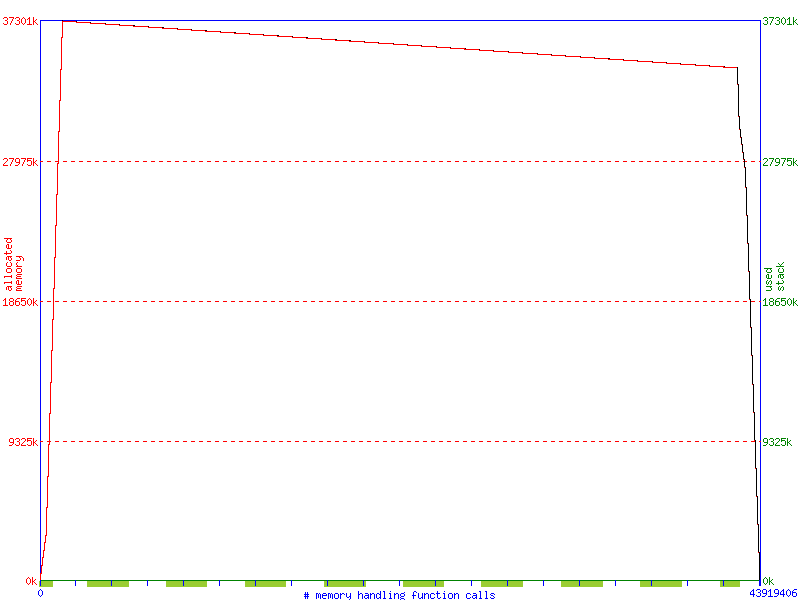 37301k
37301k
27975k
27975k
allocated
memory
used
stack
18650k
18650k
9325k
9325k
0k
0k
0
# memory handling function calls
43919406